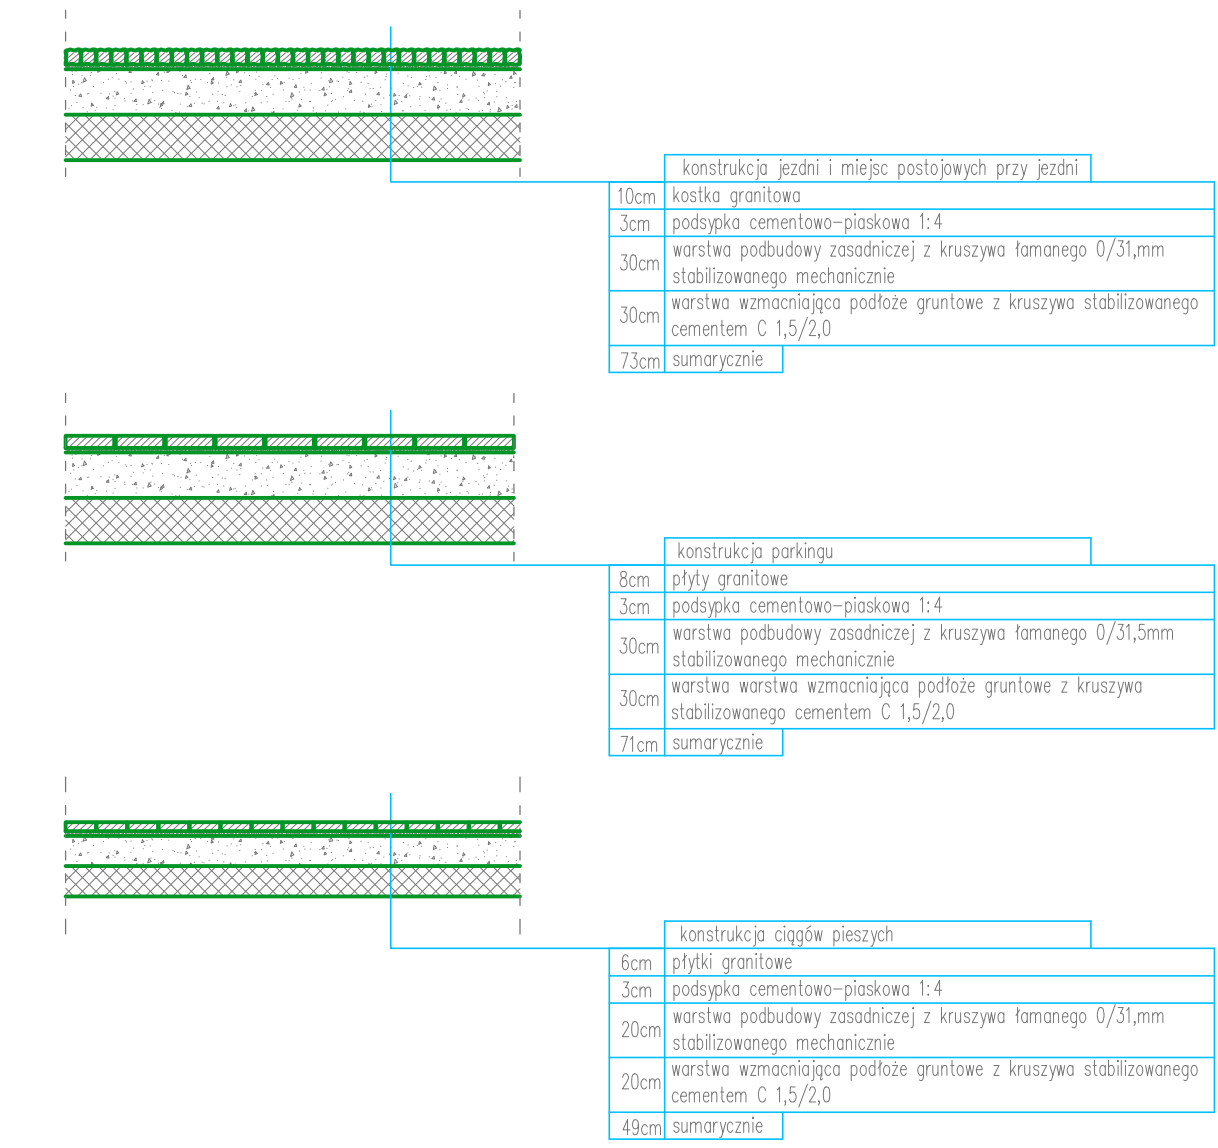 konstrukcja jezdni i miejsc postojowych przy jezdni
10cm kostka granitowa
3cm podsypka cementowo-piaskowa 1:4
30cm warstwa podbudowy zasadniczej z kruszywa łamanego 0/31,mm
stabilizowanego mechanicznie
30cm warstwa wzmacniająca podłoże gruntowe z kruszywa stabilizowanego
cementem C 1,5/2,0
73cm sumarycznie
konstrukcja parkingu
8cm płyty granitowe
3cm podsypka cementowo-piaskowa 1:4
30cm warstwa podbudowy zasadniczej z kruszywa łamanego 0/31,5mm
stabilizowanego mechanicznie
30cm warstwa warstwa wzmacniająca podłoże gruntowe z kruszywa
stabilizowanego cementem C 1,5/2,0
71cm sumarycznie
konstrukcja ciągów pieszych
6cm płytki granitowe
3cm podsypka cementowo-piaskowa 1:4
20cm warstwa podbudowy zasadniczej z kruszywa łamanego 0/31,mm
stabilizowanego mechanicznie
20cm warstwa wzmacniająca podłoże gruntowe z kruszywa stabilizowanego
cementem C 1,5/2,0
49cm sumarycznie